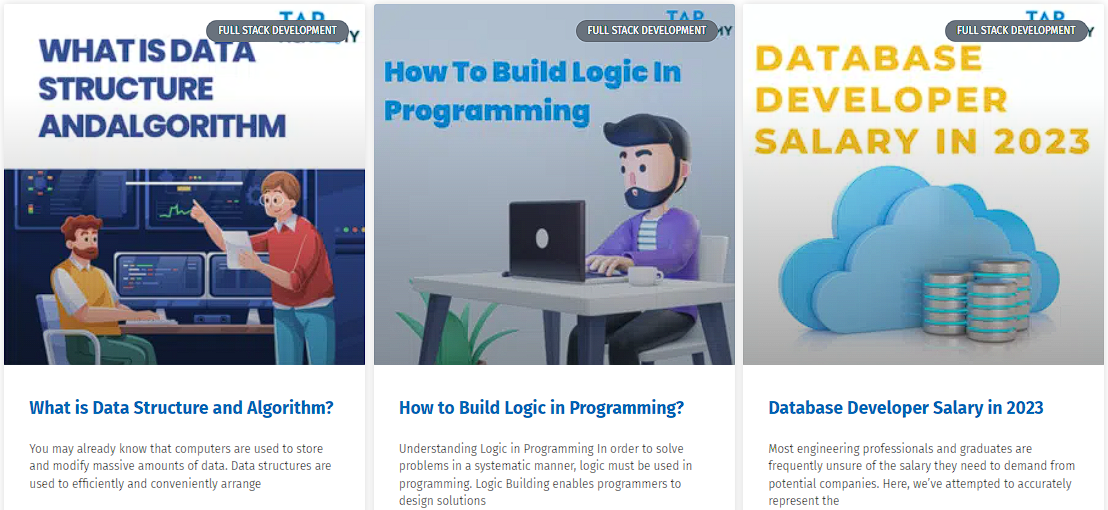 FULL STACK DEVELOPMENT
WHAT IS DATA
STRUCTURE
ANDALGORITHM
What is Data Structure and Algorithm?
You may already know that computers are used to store
and modify massive amounts of data. Data structures are
used to efficiently and conveniently arrange
TAP
FULL STACK DEVELOPMENT
How To Build Logic In
Programming
How to Build Logic in Programming?
Understanding Logic in Programming In order to solve
problems in a systematic manner, logic must be used in
programming. Logic Building enables programmers to
design solutions
TAP
FULL STACK DEVELOPMENT
DATABASE
DEVELOPER
SALARY IN 2023
Database Developer Salary in 2023
Most engineering professionals and graduates are
frequently unsure of the salary they need to demand from
potential companies. Here, we've attempted to accurately
represent the